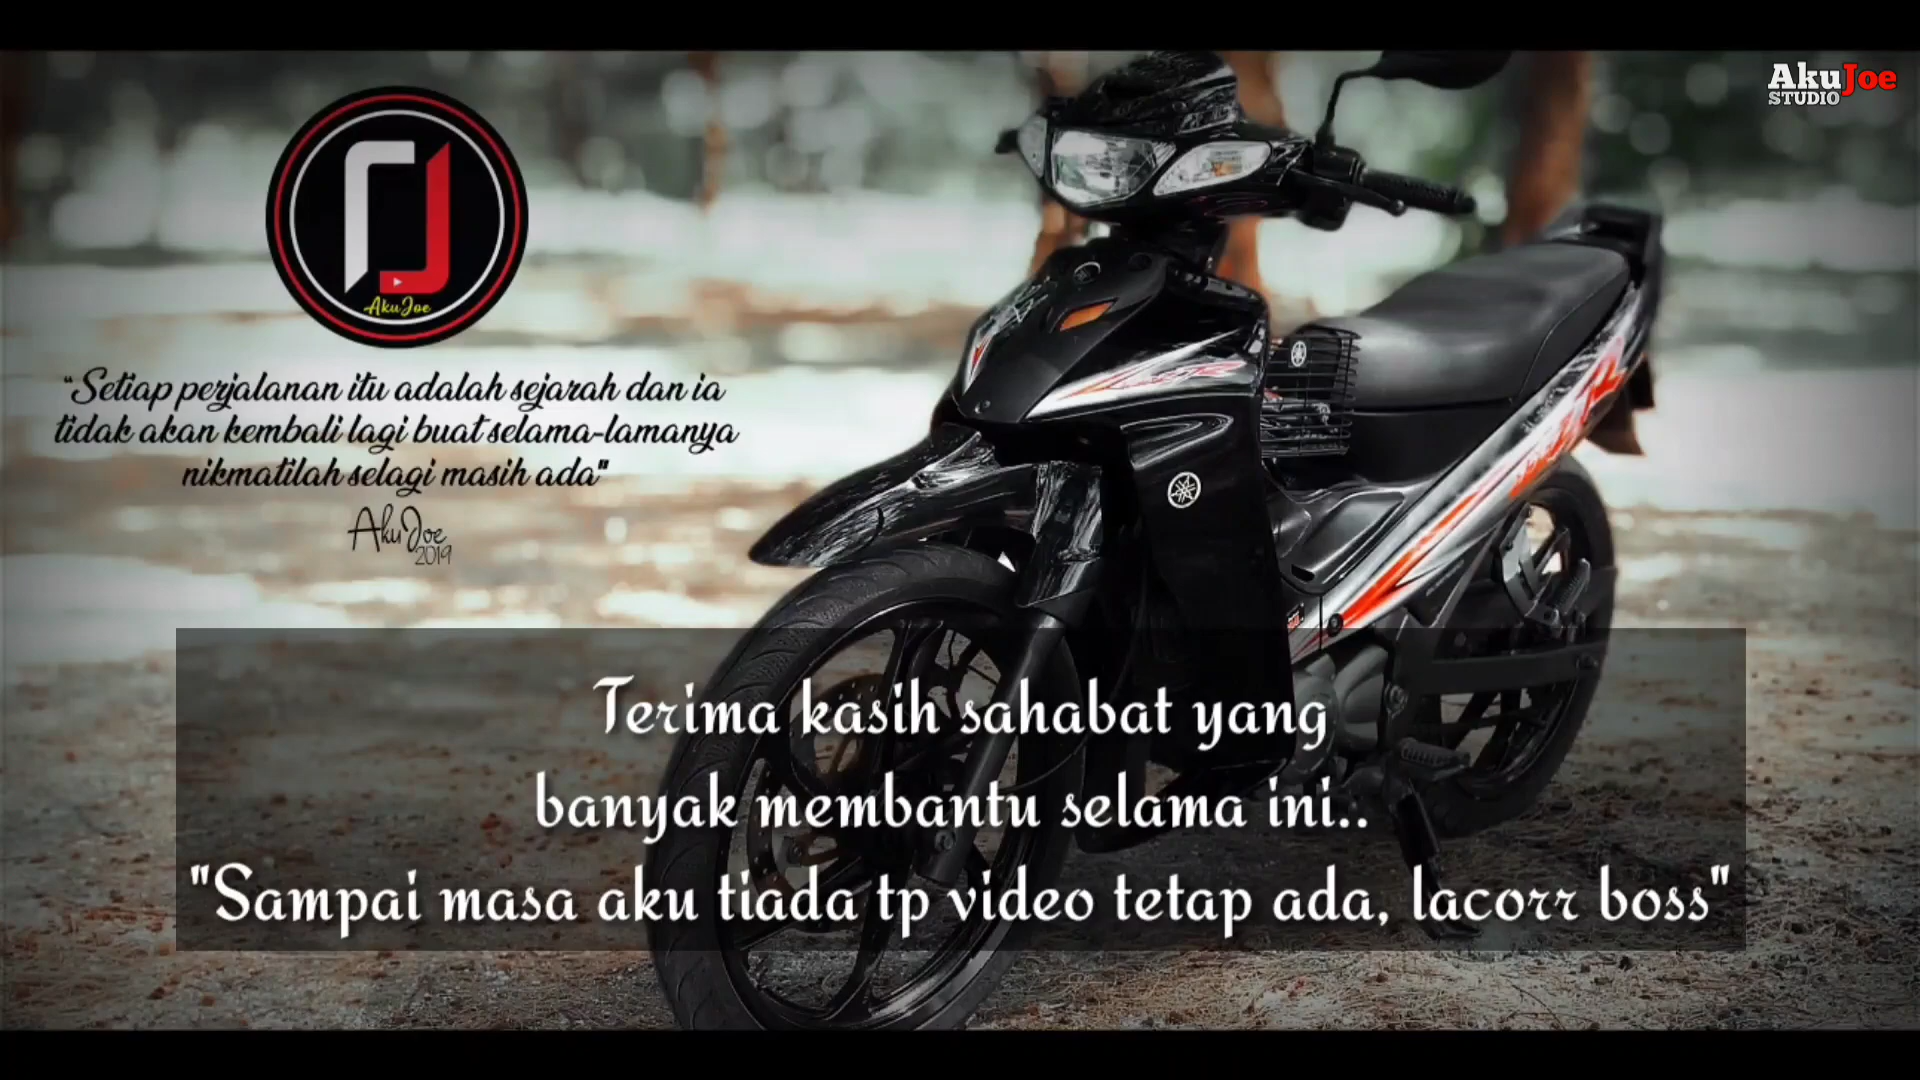 AkuJoe
STUDIO
AkuJoe
"Setiap perjalanan itu adalah sejarah dan ia
tidak akan kembali lagi buat selama-lamanya
nikmatilah selagi masih ada"
AkuJoe
2019
Terima kasih sahabat yang
banyak membantu selama ini..
"Sampai masa aku tiada tp video tetap ada, lacorr boss"